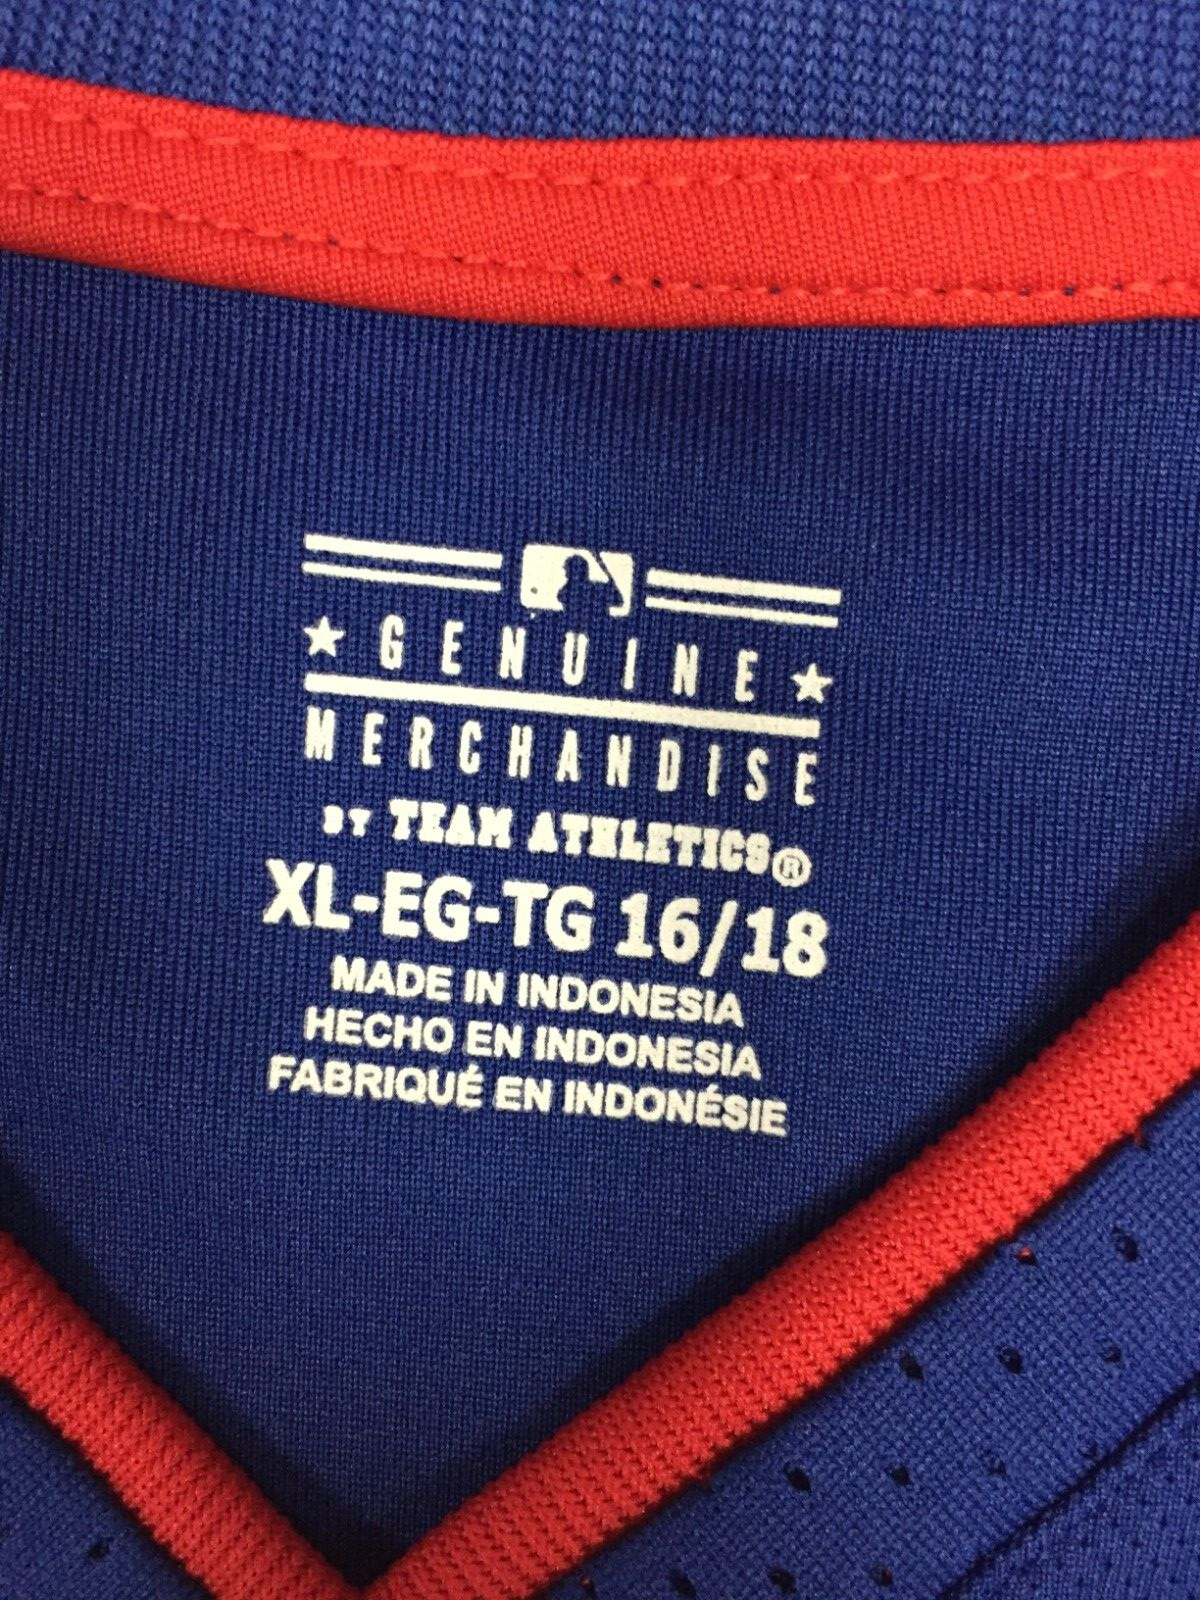 GENUINE
MERCHANDISE
BY TEAM ATHLETICS®
XL-EG-TG 16/18
MADE IN INDONESIA
HECHO EN INDONESIA
FABRIQUÉ EN INDONÉSIE